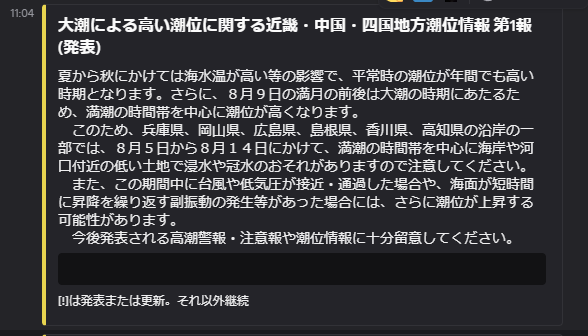 11:04
大潮による高い潮位に関する近畿・中国・四国地方潮位情報 第1報
(発表)
夏から秋にかけては海水温が高い等の影響で、平常時の潮位が年間でも高い
時期となります。さらに、８月９日の満月の前後は大潮の時期にあたるた
め、満潮の時間帯を中心に潮位が高くなります。
　このため、兵庫県、岡山県、広島県、島根県、香川県、高知県の沿岸の一
部では、８月５日から８月１４日にかけて、満潮の時間帯を中心に海岸や河
口付近の低い土地で浸水や冠水のおそれがありますので注意してください。
　また、この期間中に台風や低気圧が接近・通過した場合や、海面が短時間
に昇降を繰り返す副振動の発生等があった場合には、さらに潮位が上昇する
可能性があります。
　今後発表される高潮警報・注意報や潮位情報に十分留意してください。
[!]は発表または更新。それ以外継続